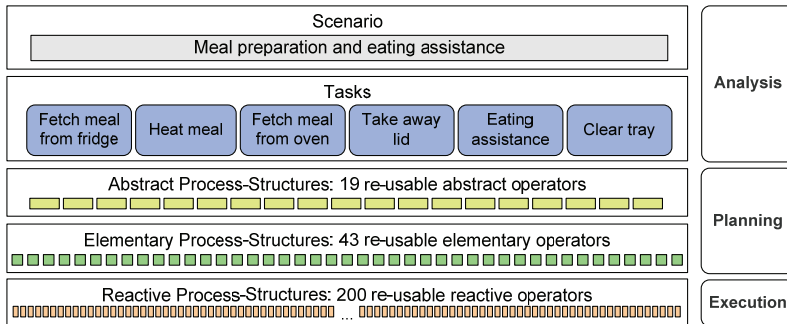 Scenario
Meal preparation and eating assistance
Analysis
Tasks
Fetch meal
from fridge
Heat meal
Fetch meal
from oven
Take away
lid
Eating
assistance
Clear tray
Abstract Process-Structures: 19 re-usable abstract operators
Planning
Elementary Process-Structures: 43 re-usable elementary operators
Reactive Process-Structures: 200 re-usable reactive operators
...
Execution